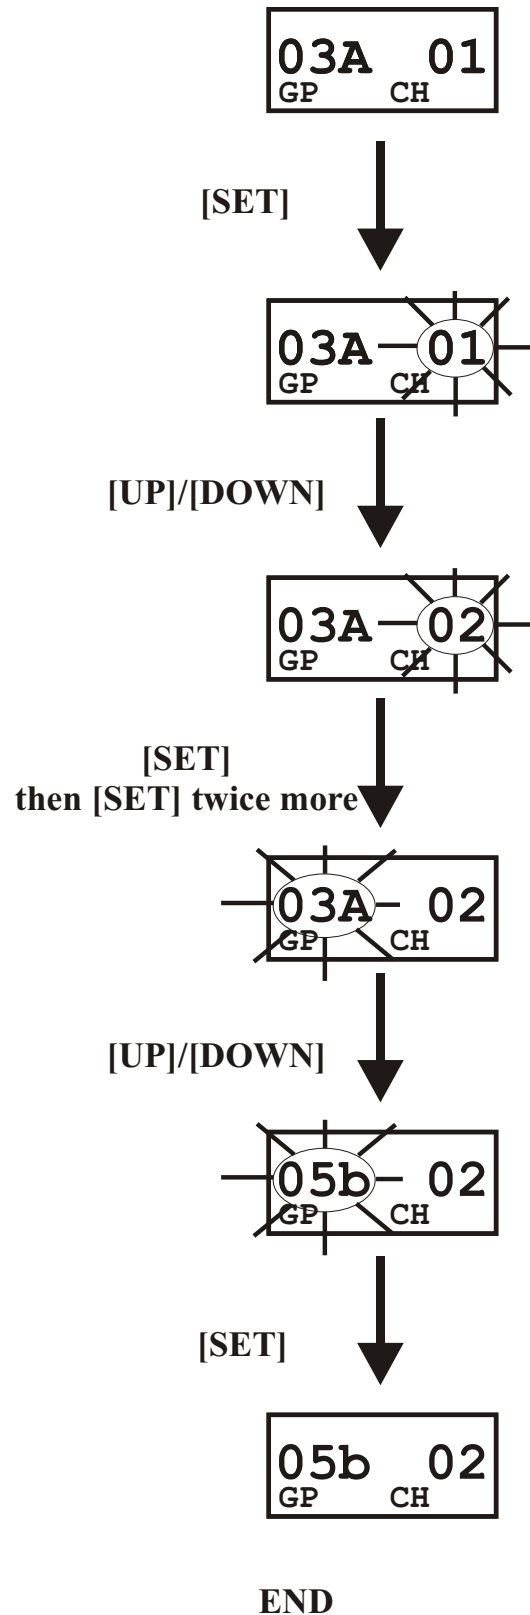 03A 01
GP CH
[SET]
03A 01
GP CH
[UP]/[DOWN]
03A 02
GP CH
[SET]
then [SET] twice more
03A 02
GP CH
[UP]/[DOWN]
05b 02
GP CH
[SET]
05b 02
GP CH
END